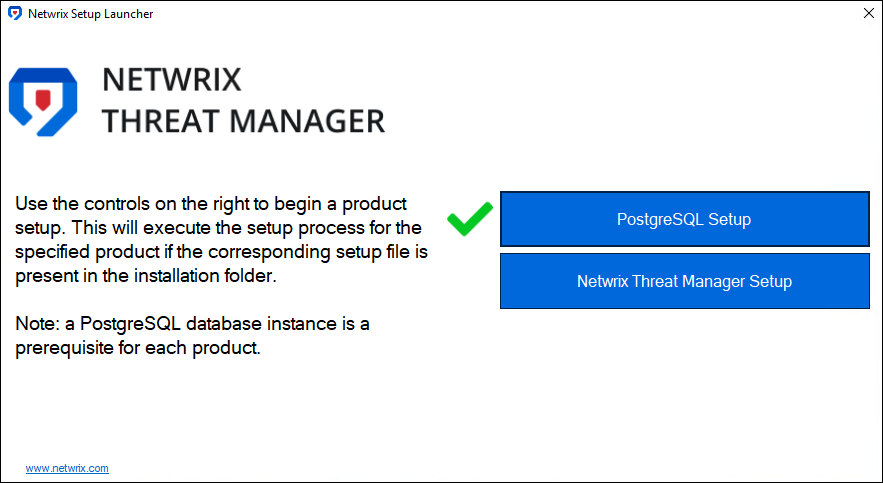 Netwrix Setup Launcher
NETWRIX
THREAT MANAGER
Use the controls on the right to begin a product
setup. This will execute the setup process for the
specified product if the corresponding setup file is
present in the installation folder.
Note: a PostgreSQL database instance is a
prerequisite for each product.
PostgreSQL Setup
Netwrix Threat Manager Setup
www.netwrix.com